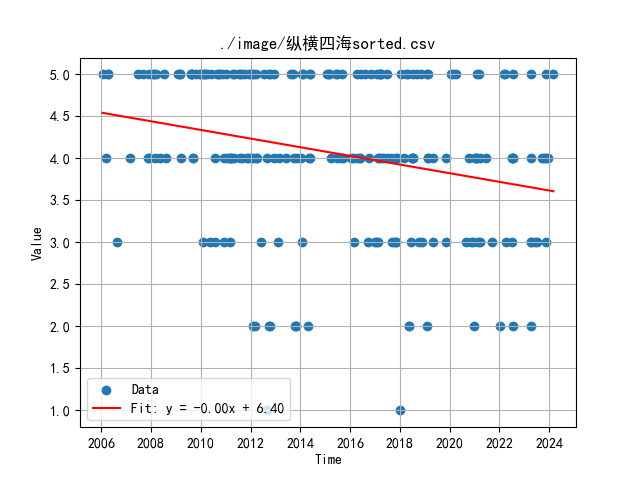 ./image/纵横四海sorted.csv
5.0
4.5
4.0
3.5
3.0
2.5
2.0
1.5
1.0
Value
Data
Fit: y = -0.00x + 6.40
2006 2008 2010 2012 2014 2016 2018 2020 2022 2024
Time